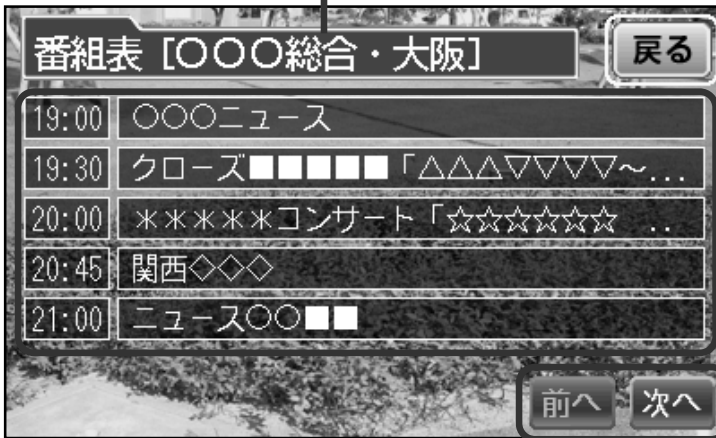 番組表［○○○総合・大阪］
戻る
19:00 ○○○ニュース
19:30 クローズ■■■■■「△△△▽▽▽▽～...
20:00 ＊＊＊＊＊コンサート「☆☆☆☆☆☆ ..
20:45 関西◇◇◇
21:00 ニュース○○■■
前へ 次へ